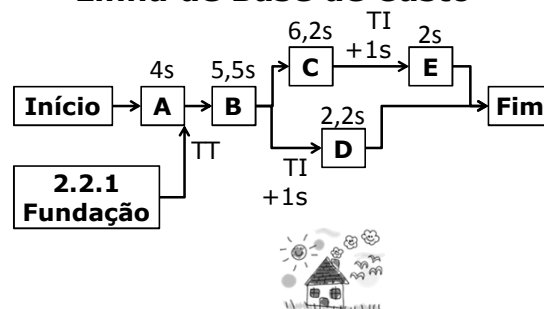 Linha de Base de Custo
6,2s
TI
+1s
2s
4s
5,5s
C
E
Início
A
B
Fim
2,2s
D
TT
TI
+1s
2.2.1
Fundação